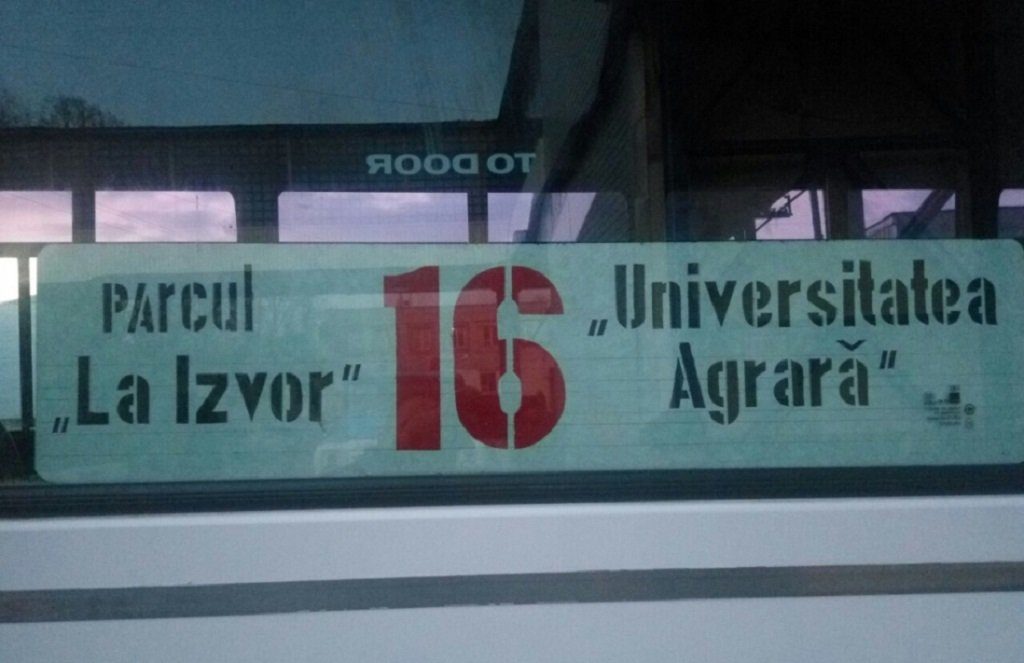 TO DOOR
Parcul
„La Izvor”
16
„Universitatea
Agrară”